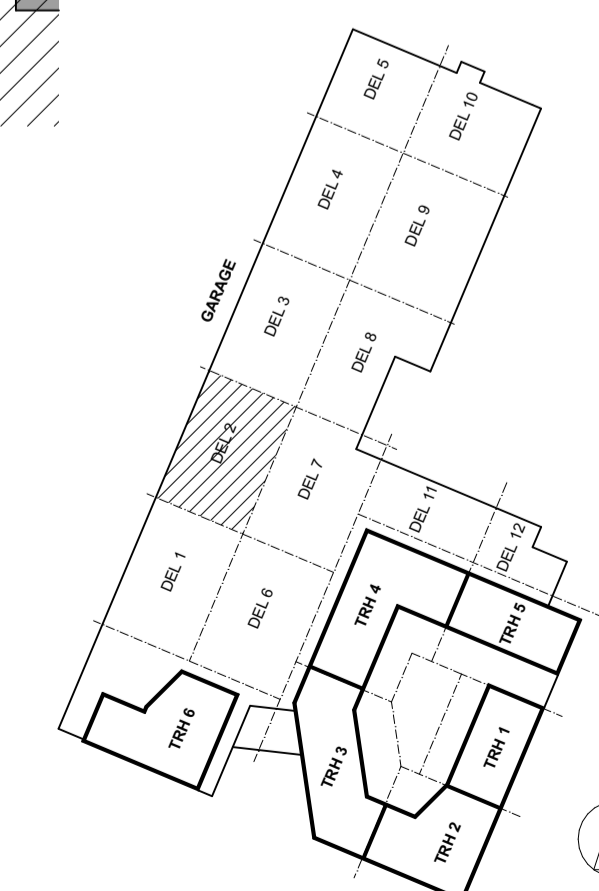 DEL 5
DEL 10
DEL 4
DEL 9
GARAGE
DEL 3
DEL 8
DEL 2
DEL 7
DEL 11
DEL 12
DEL 1
DEL 6
TRH 4
TRH 5
TRH 6
TRH 3
TRH 1
TRH 2